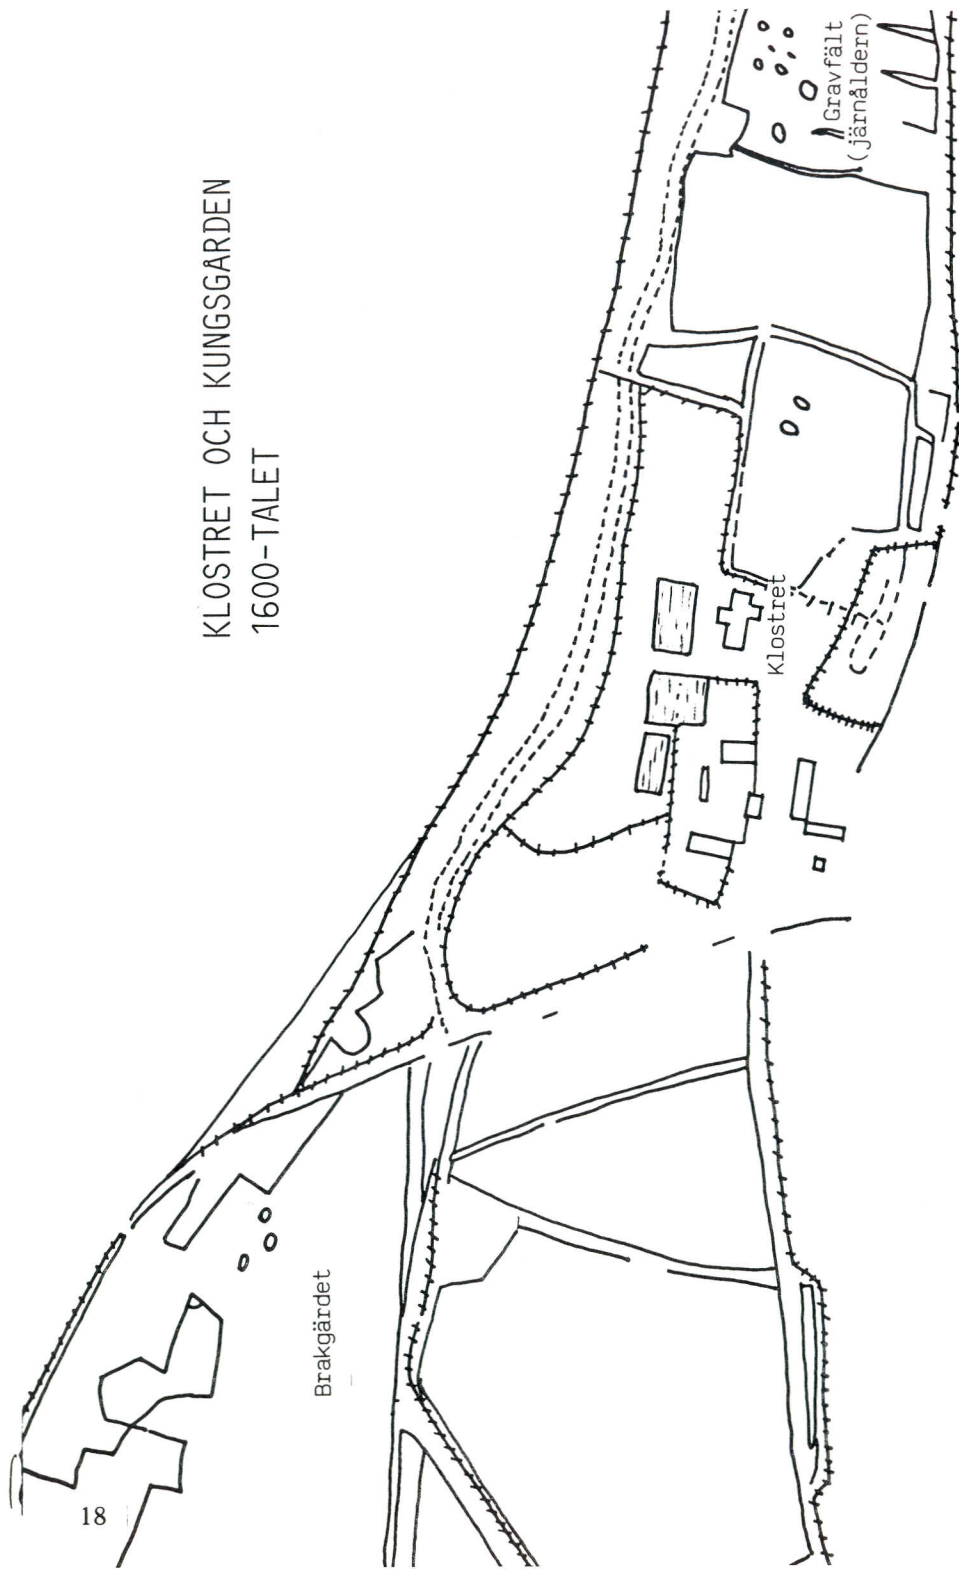 KLOSTRET OCH KUNGSGÅRDEN
1600-TALET
Gravfält
(järnåldern)
Klostret
Brakgärdet
18